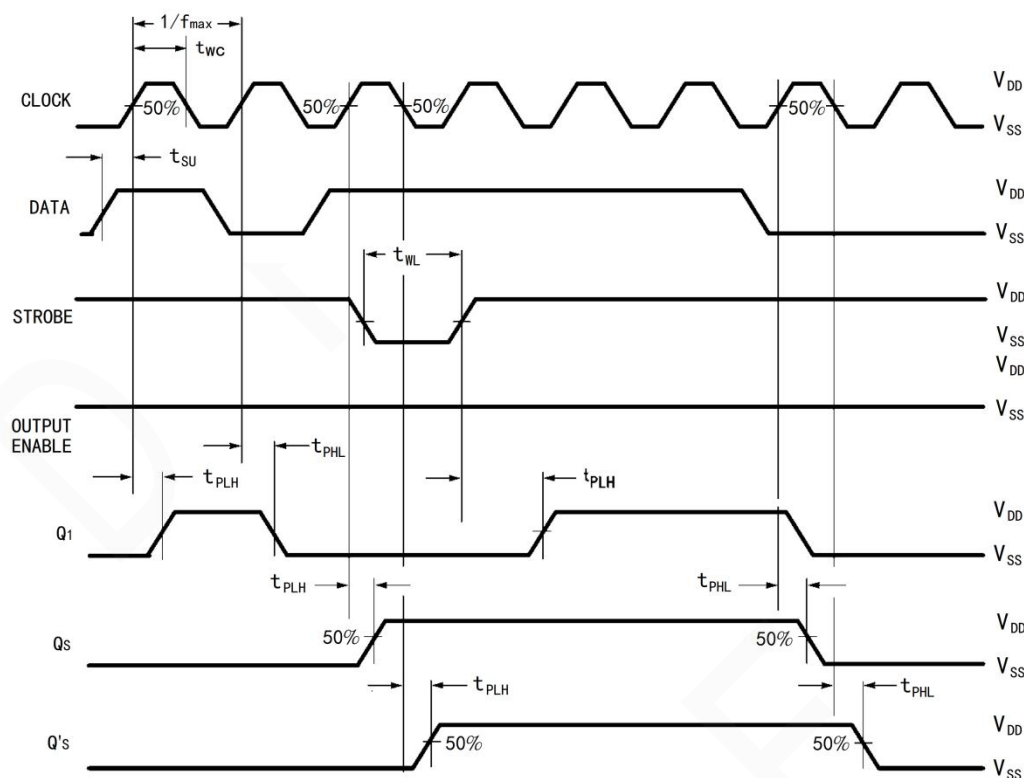 1/fmax
tWC
CLOCK
50%
50%
50%
50%
VDD
VSS
tSU
DATA
VDD
VSS
tWL
STROBE
VDD
VSS
VDD
OUTPUT
ENABLE
VSS
tPHL
tPLH
tPLH
Q1
VDD
VSS
tPLH
tPHL
QS
50%
50%
VDD
VSS
tPLH
tPHL
Q'S
50%
50%
VDD
VSS